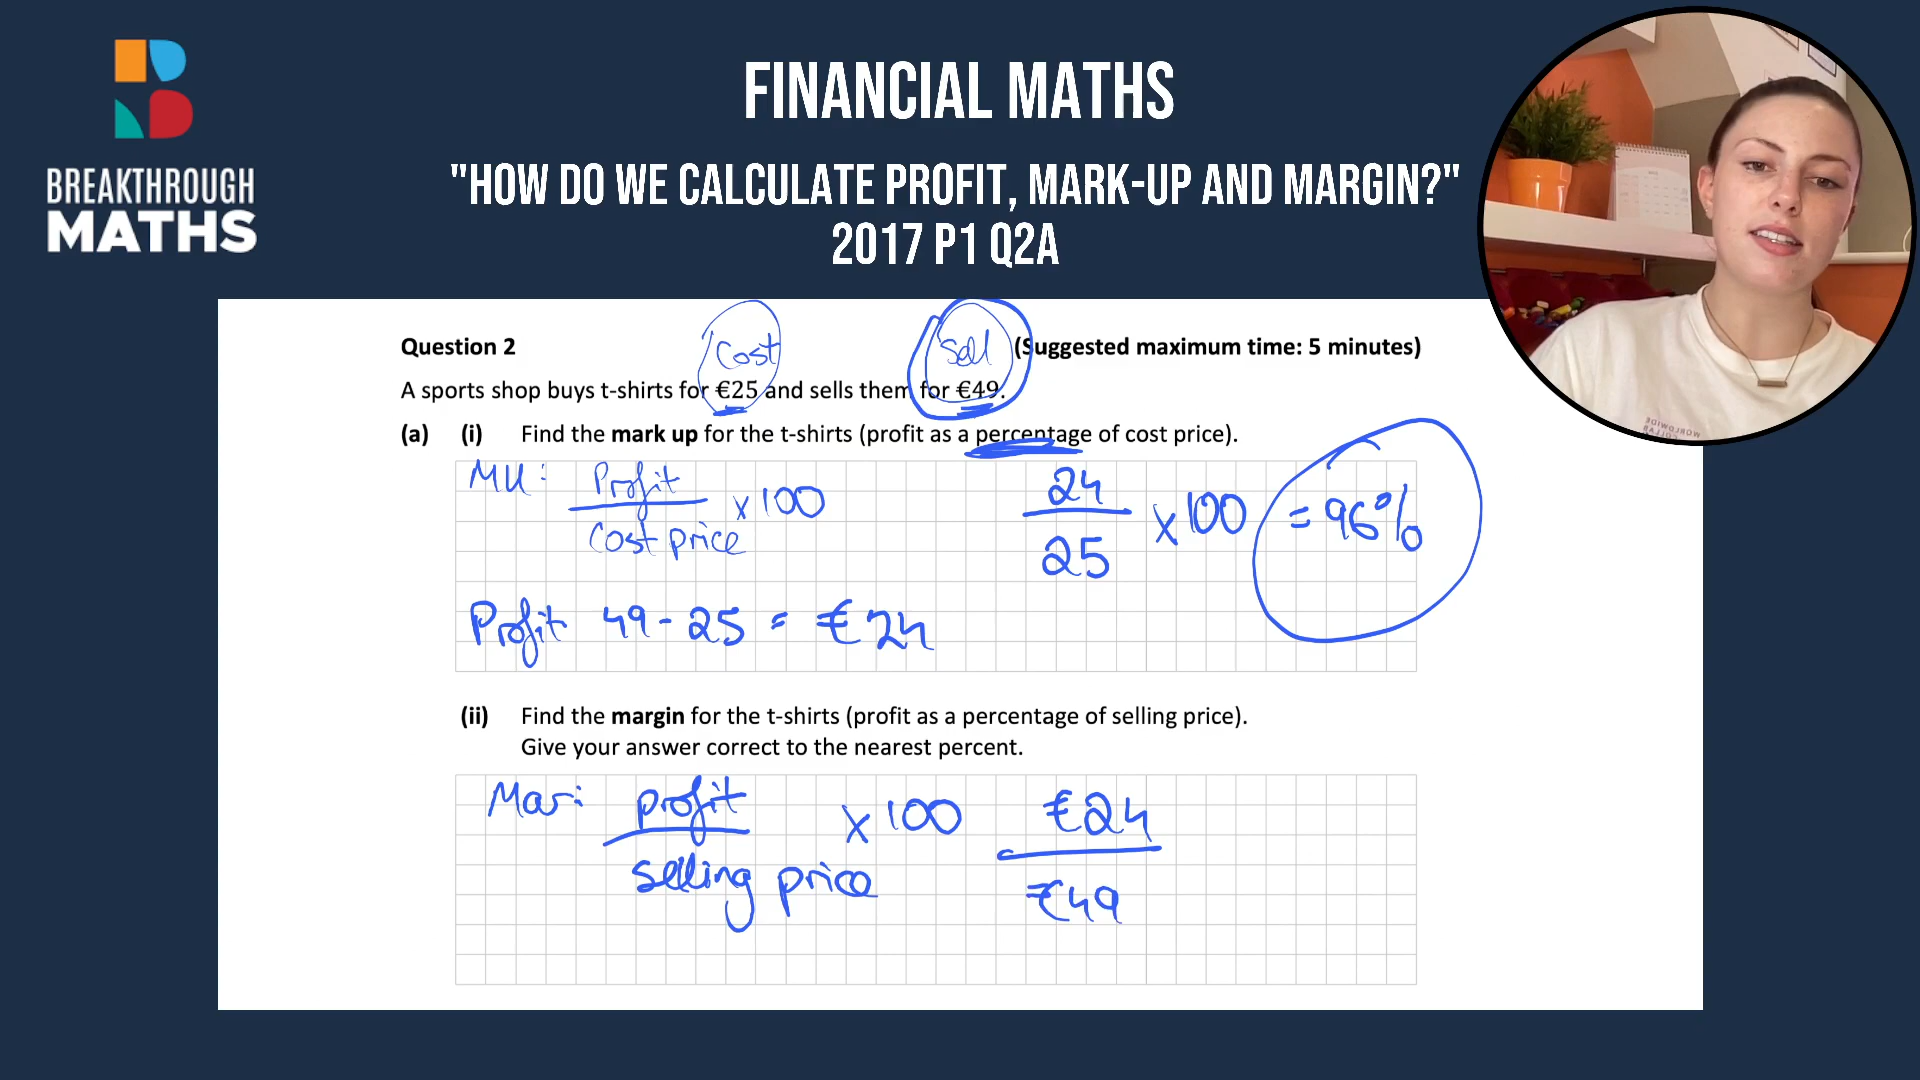 BREAKTHROUGH
MATHS
FINANCIAL MATHS
"HOW DO WE CALCULATE PROFIT, MARK-UP AND MARGIN?"
2017 P1 Q2A
Cost
Sell
Question 2
(Suggested maximum time: 5 minutes)
A sports shop buys t-shirts for €25 and sells them for €49.
(a) (i) Find the mark up for the t-shirts (profit as a percentage of cost price).
MU: Profit
cost price
x 100
24
25
x 100 = 96%
Profit 49 - 25 = €24
(ii) Find the margin for the t-shirts (profit as a percentage of selling price).
Give your answer correct to the nearest percent.
Mar: profit
selling price
x 100
€24
€49
WORLDWIDE